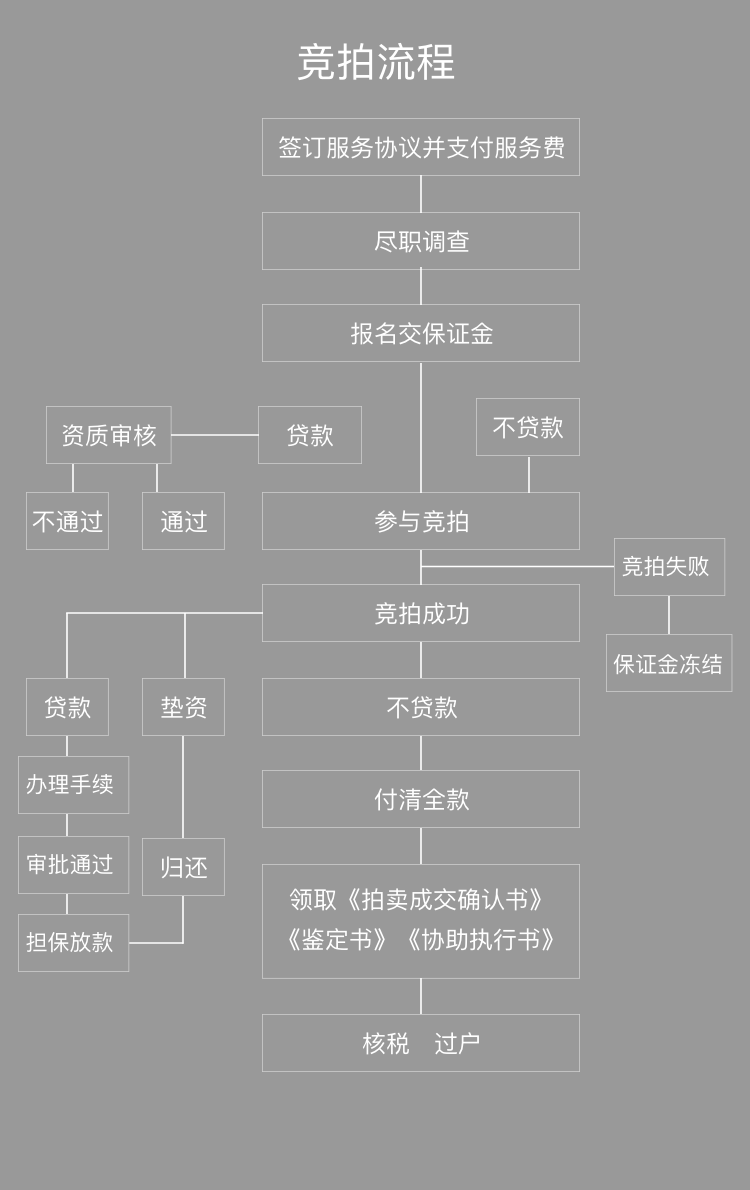 竞拍流程
签订服务协议并支付服务费
尽职调查
报名交保证金
资质审核
贷款
不贷款
不通过
通过
参与竞拍
竞拍失败
竞拍成功
保证金冻结
贷款
垫资
不贷款
办理手续
付清全款
审批通过
归还
领取《拍卖成交确认书》
《鉴定书》《协助执行书》
担保放款
核税 过户